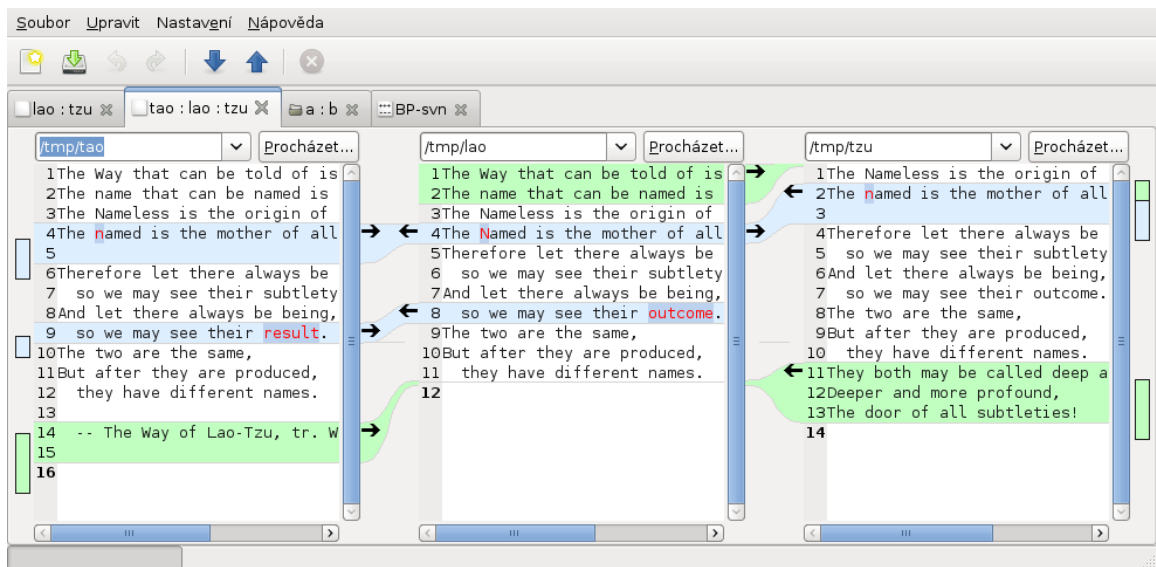 Soubor Upravit Nastavení Nápověda
lao : tzu tao : lao : tzu a : b BP-svn
/tmp/tao Procházet...
1The Way that can be told of is
2The name that can be named is
3The Nameless is the origin of
4The named is the mother of all
5
6Therefore let there always be
7 so we may see their subtlety
8And let there always be being,
9 so we may see their result.
10The two are the same,
11But after they are produced,
12 they have different names.
13
14 -- The Way of Lao-Tzu, tr. W
15
16
/tmp/lao Procházet...
1The Way that can be told of is
2The name that can be named is
3The Nameless is the origin of
4The Named is the mother of all
5Therefore let there always be
6 so we may see their subtlety
7And let there always be being,
8 so we may see their outcome.
9The two are the same,
10But after they are produced,
11 they have different names.
12
/tmp/tzu Procházet...
1The Nameless is the origin of
2The named is the mother of all
3
4Therefore let there always be
5 so we may see their subtlety
6And let there always be being,
7 so we may see their outcome.
8The two are the same,
9But after they are produced,
10 they have different names.
11They both may be called deep a
12Deeper and more profound,
13The door of all subtleties!
14